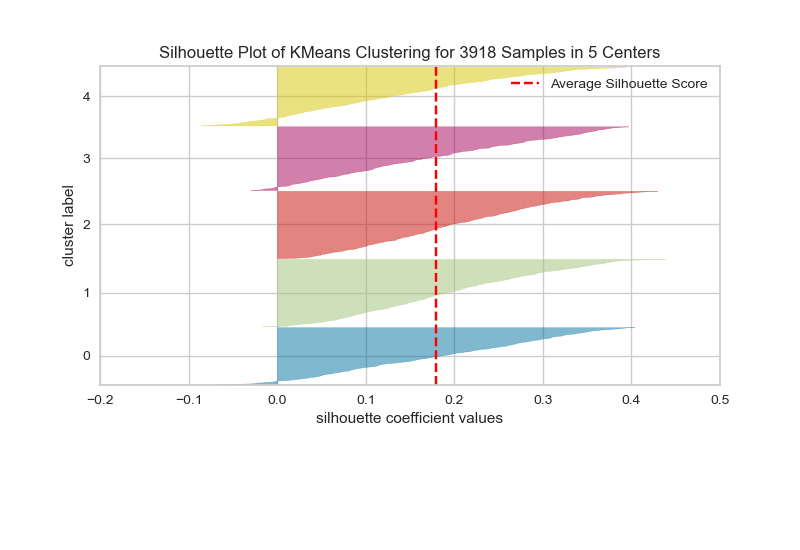 Silhouette Plot of KMeans Clustering for 3918 Samples in 5 Centers
Average Silhouette Score
4
3
2
1
0
cluster label
−0.2 −0.1 0.0 0.1 0.2 0.3 0.4 0.5
silhouette coefficient values